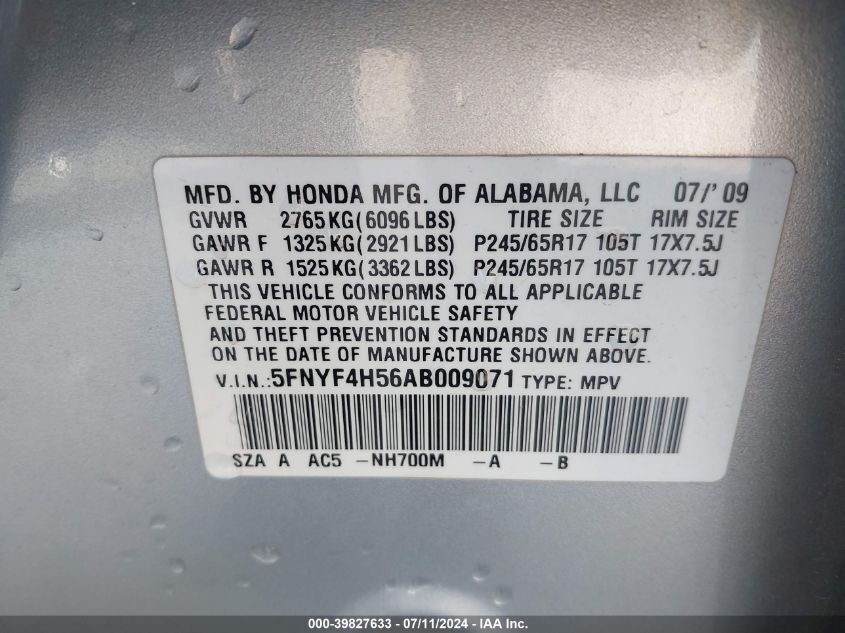 MFD. BY HONDA MFG. OF ALABAMA, LLC 07/' 09
GVWR 2765KG(6096LBS) TIRE SIZE RIM SIZE
GAWR F 1325KG(2921LBS) P245/65R17 105T 17X7.5J
GAWR R 1525KG(3362LBS) P245/65R17 105T 17X7.5J
THIS VEHICLE CONFORMS TO ALL APPLICABLE
FEDERAL MOTOR VEHICLE SAFETY
AND THEFT PREVENTION STANDARDS IN EFFECT
ON THE DATE OF MANUFACTURE SHOWN ABOVE.
V.I.N.:5FNYF4H56AB009071 TYPE: MPV
SZA A AC5 -NH700M -A -B
000-39827633 - 07/11/2024 - IAA Inc.